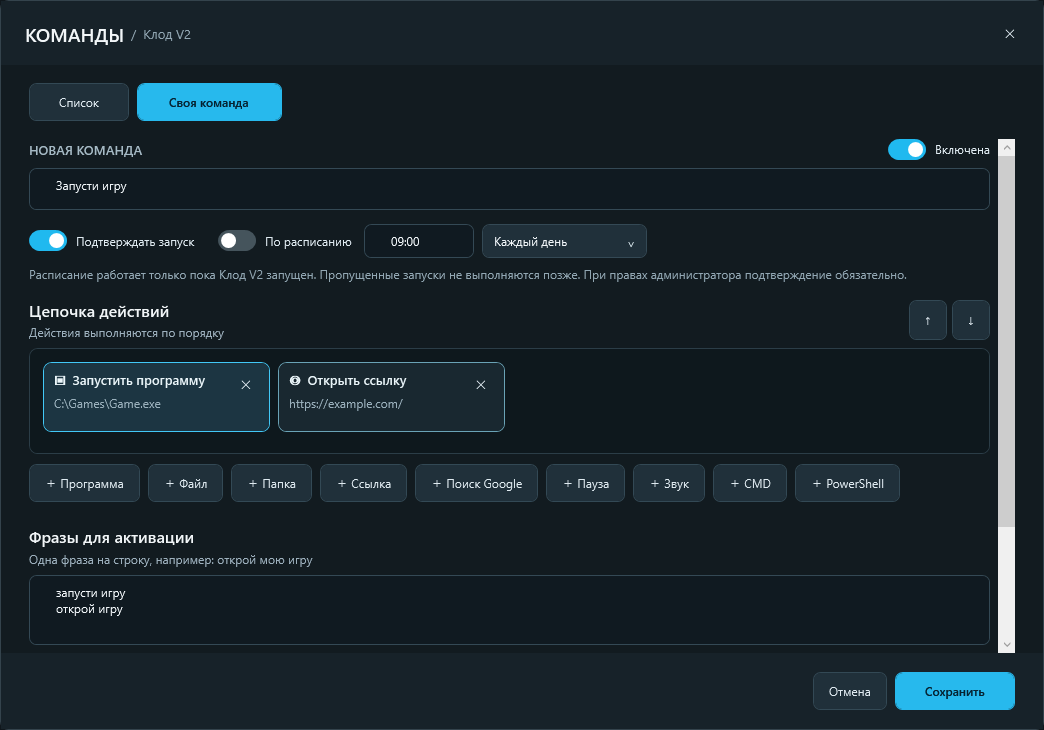 КОМАНДЫ / Клод V2
Список
Своя команда
НОВАЯ КОМАНДА
Включена
Запусти игру
Подтверждать запуск
По расписанию
09:00
Каждый день
Расписание работает только пока Клод V2 запущен. Пропущенные запуски не выполняются позже. При правах администратора подтверждение обязательно.
Цепочка действий
Действия выполняются по порядку
↑
↓
Запустить программу
C:\Games\Game.exe
Открыть ссылку
https://example.com/
+ Программа
+ Файл
+ Папка
+ Ссылка
+ Поиск Google
+ Пауза
+ Звук
+ CMD
+ PowerShell
Фразы для активации
Одна фраза на строку, например: открой мою игру
запусти игру
открой игру
Отмена
Сохранить